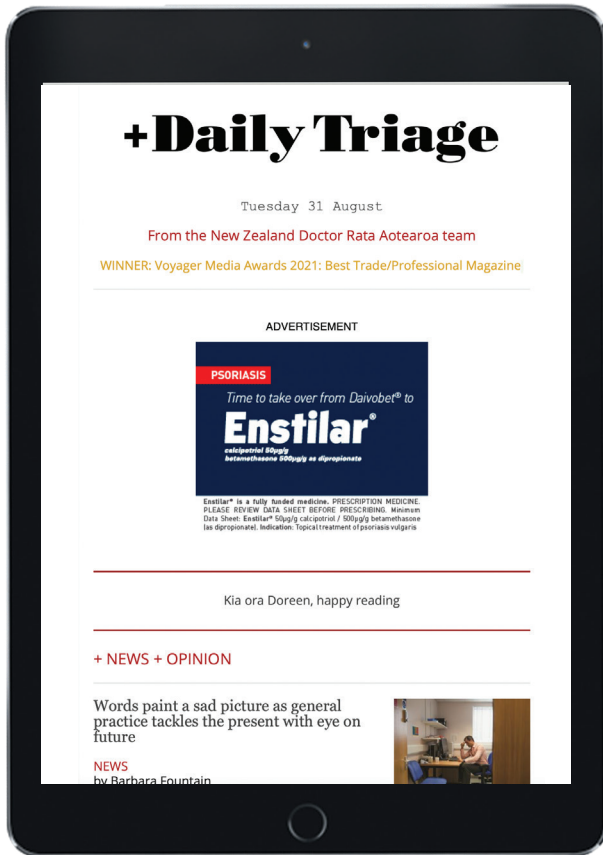 +Daily Triage
Tuesday 31 August
From the New Zealand Doctor Rata Aotearoa team
WINNER: Voyager Media Awards 2021: Best Trade/Professional Magazine
ADVERTISEMENT
PSORIASIS
Time to take over from Daivobet® to
Enstilar®
calcipotriol 50µg/g
betamethasone 500µg/g as dipropionate
Enstilar® is a fully funded medicine. PRESCRIPTION MEDICINE.
PLEASE REVIEW DATA SHEET BEFORE PRESCRIBING. Minimum
Data Sheet: Enstilar® 50µg/g calcipotriol / 500µg/g betamethasone
(as dipropionate). Indication: Topical treatment of psoriasis vulgaris
Kia ora Doreen, happy reading
+ NEWS + OPINION
Words paint a sad picture as general
practice tackles the present with eye on
future
NEWS
by Barbara Fountain